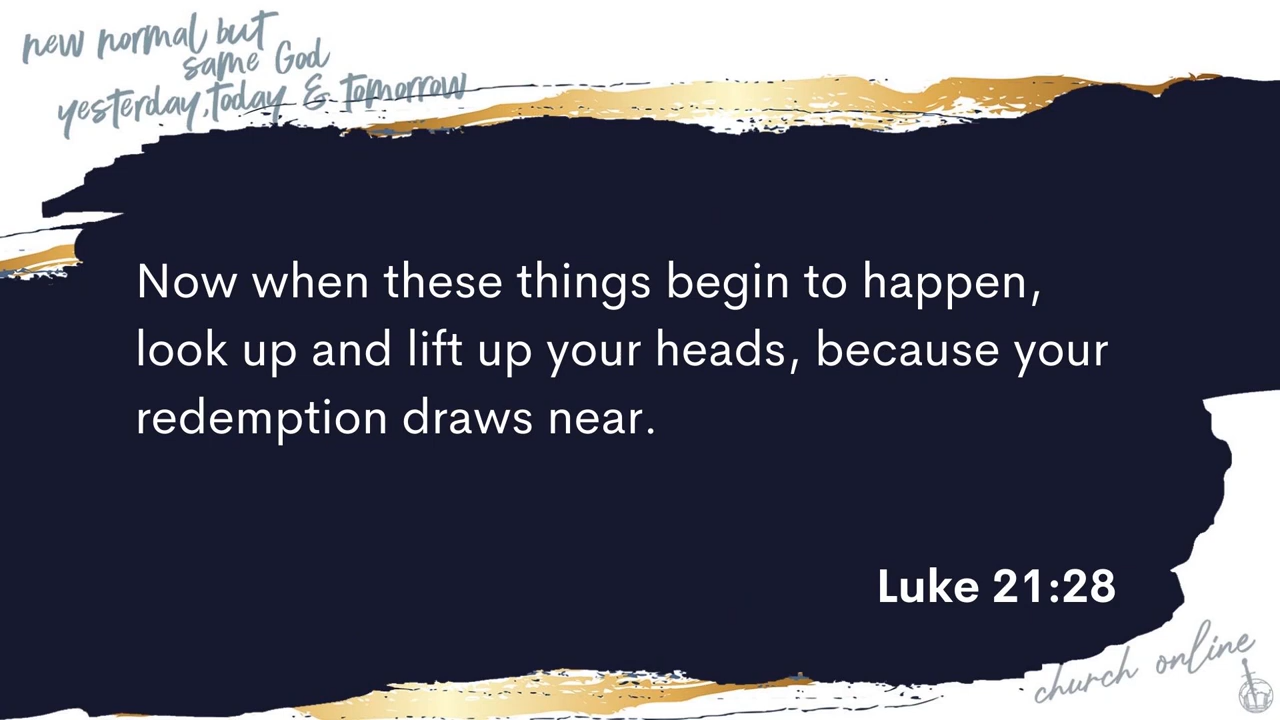 new normal but
same God
yesterday, today & tomorrow
Now when these things begin to happen,
look up and lift up your heads, because your
redemption draws near.
Luke 21:28
church online